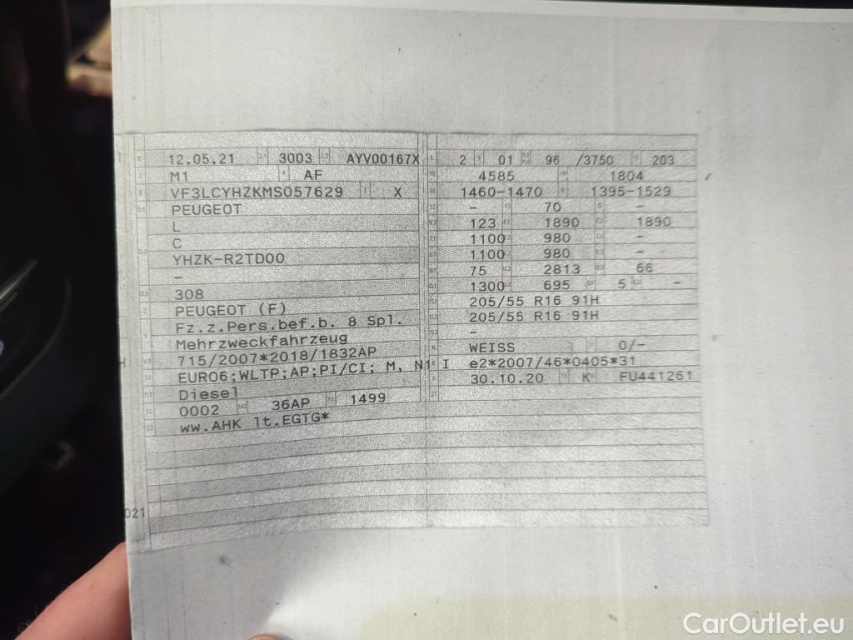 12.05.21 3003 AYV00167X
M1 AF
VF3LCYHZKMS057629 X
PEUGEOT
L
C
YHZK-R2TD00
-
308
PEUGEOT (F)
Fz.z.Pers.bef.b. 8 Spl.
Mehrzweckfahrzeug
715/2007*2018/1832AP
EURO6;WLTP;AP;PI/CI; M, N1 I
Diesel
0002 36AP 1499
ww.AHK lt.EGTG*
021
2 01 96 /3750 203
4585 1804
1460-1470 1395-1529
- 70 -
123 1890 1890
1100 980 -
1100 980 -
75 2813 66
1300 695 5 -
205/55 R16 91H
205/55 R16 91H
-
WEISS 0/-
e2*2007/46*0405*31
30.10.20 K FU441261
CarOutlet.eu